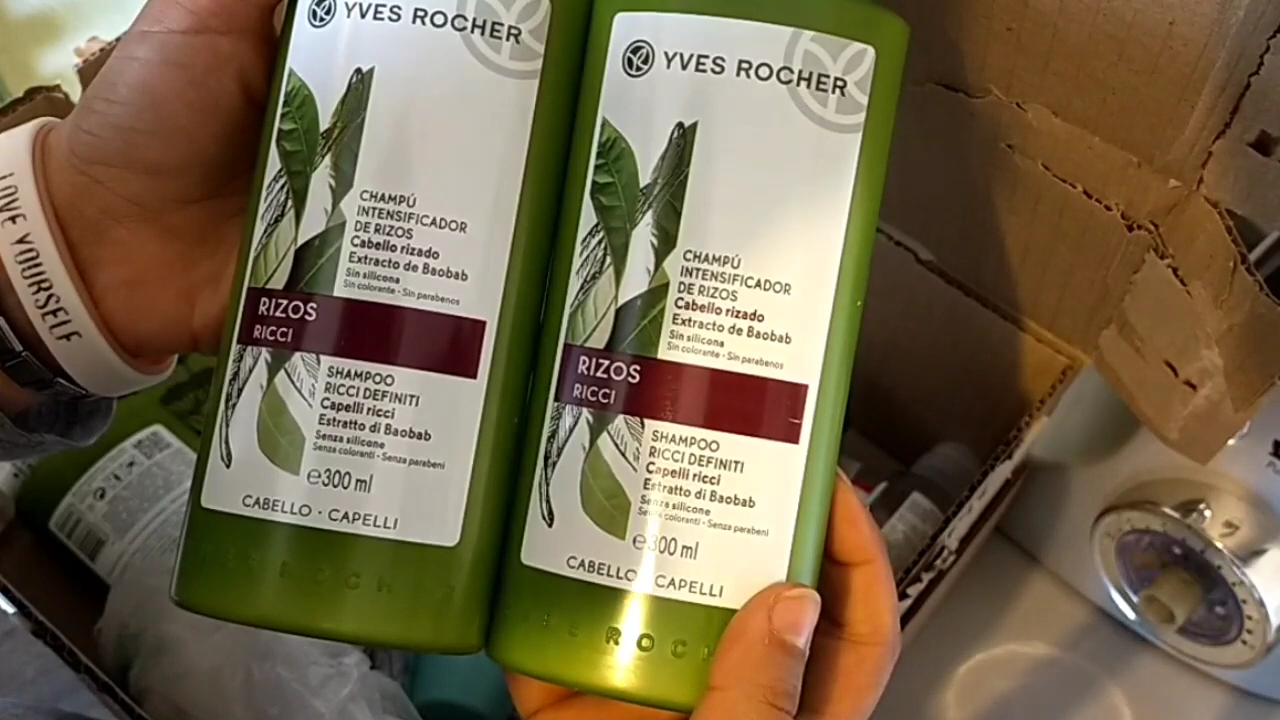 LOVE YOURSELF
YVES ROCHER
CHAMPÚ
INTENSIFICADOR
DE RIZOS
Cabello rizado
Extracto de Baobab
Sin silicona
Sin colorante - Sin parabenos
RIZOS
RICCI
SHAMPOO
RICCI DEFINITI
Capelli ricci
Estratto di Baobab
Senza silicone
Senza coloranti - Senza parabeni
℮300 ml
CABELLO · CAPELLI
YVES ROCHER
CHAMPÚ
INTENSIFICADOR
DE RIZOS
Cabello rizado
Extracto de Baobab
Sin silicona
Sin colorante - Sin parabenos
RIZOS
RICCI
SHAMPOO
RICCI DEFINITI
Capelli ricci
Estratto di Baobab
Senza silicone
Senza coloranti - Senza parabeni
℮300 ml
CABELLO · CAPELLI